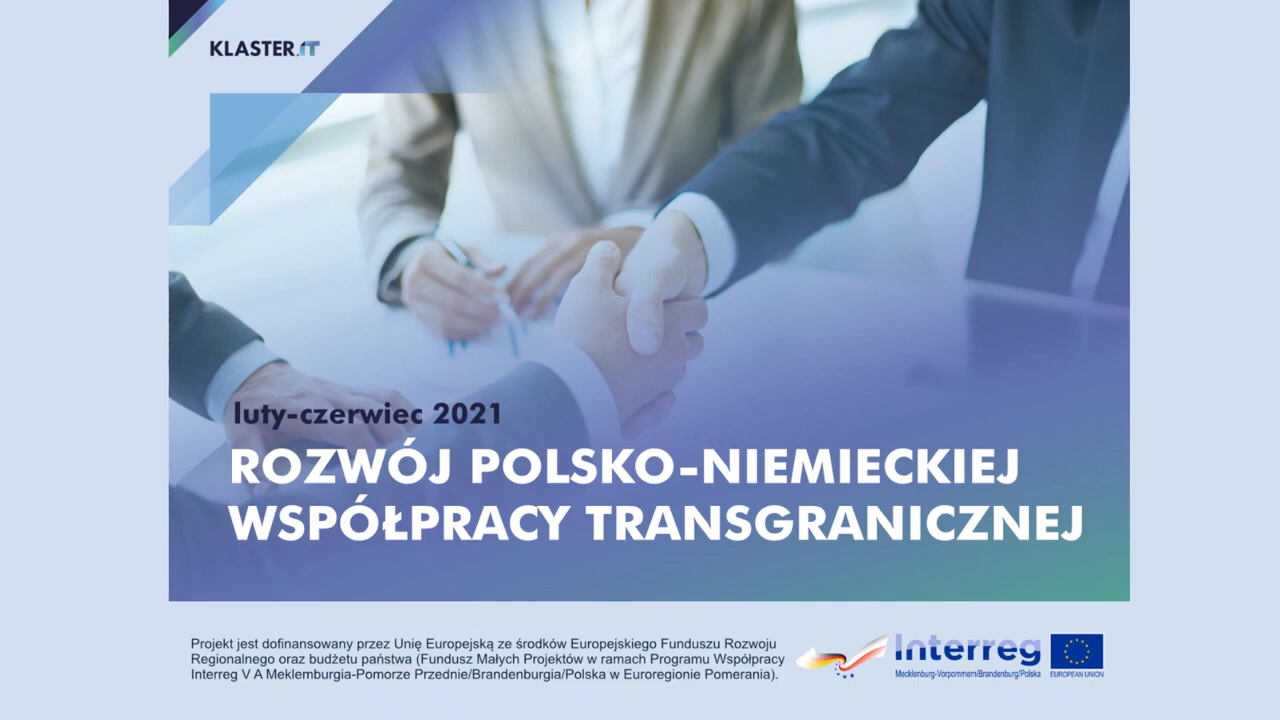 KLASTER.IT
luty-czerwiec 2021
ROZWÓJ POLSKO-NIEMIECKIEJ
WSPÓŁPRACY TRANSGRANICZNEJ
Projekt jest dofinansowany przez Unię Europejską ze środków Europejskiego Funduszu Rozwoju
Regionalnego oraz budżetu państwa (Fundusz Małych Projektów w ramach Programu Współpracy
Interreg V A Meklemburgia-Pomorze Przednie/Brandenburgia/Polska w Euroregionie Pomerania).
Interreg
Mecklenburg-Vorpommern/Brandenburg/Polska
EUROPEAN UNION